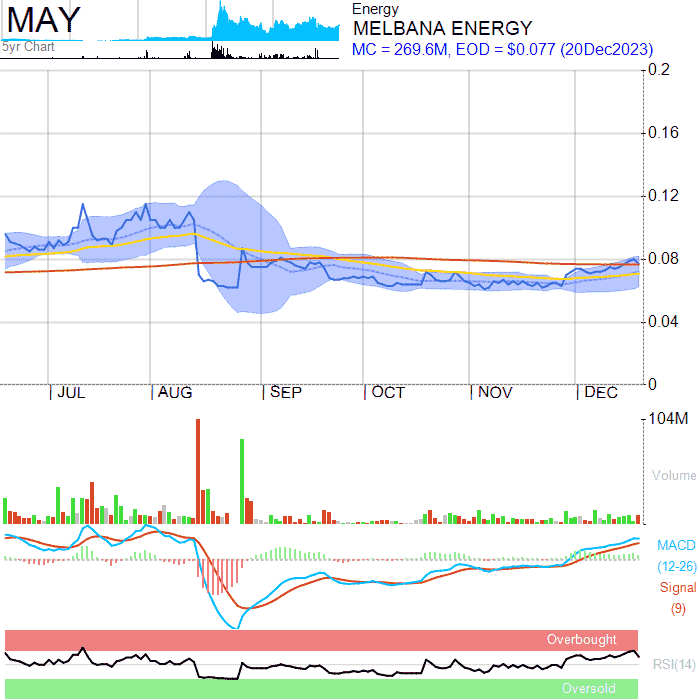 MAY
5yr Chart
Energy
MELBANA ENERGY
MC = 269.6M, EOD = $0.077 (20Dec2023)
0.2
0.16
0.12
0.08
0.04
0
JUL
AUG
SEP
OCT
NOV
DEC
104M
Volume
MACD
(12-26)
Signal
(9)
Overbought
RSI(14)
Oversold